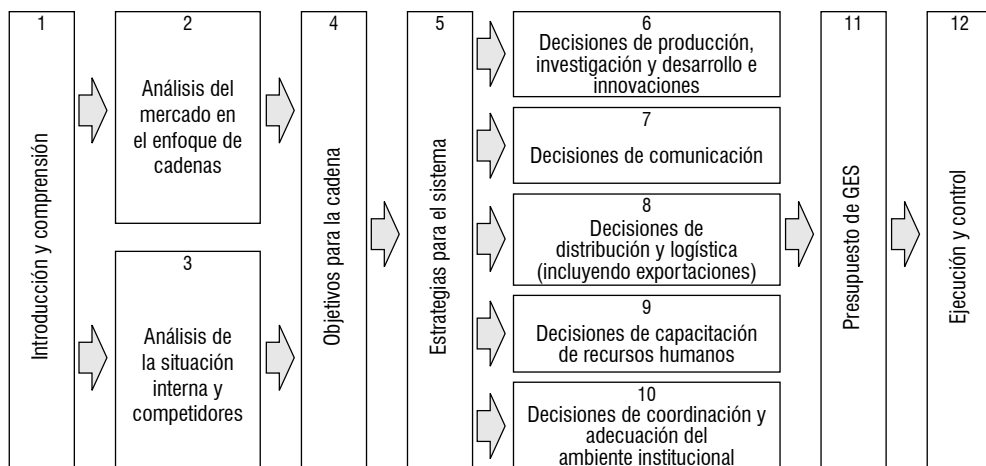 1
Introducción y comprensión
2
Análisis del
mercado en
el enfoque de
cadenas
3
Análisis de
la situación
interna y
competidores
4
Objetivos para la cadena
5
Estrategias para el sistema
6
Decisiones de producción,
investigación y desarrollo e
innovaciones
7
Decisiones de comunicación
8
Decisiones de
distribución y logística
(incluyendo exportaciones)
9
Decisiones de capacitación
de recursos humanos
10
Decisiones de coordinación y
adecuación del
ambiente institucional
11
Presupuesto de GES
12
Ejecución y control